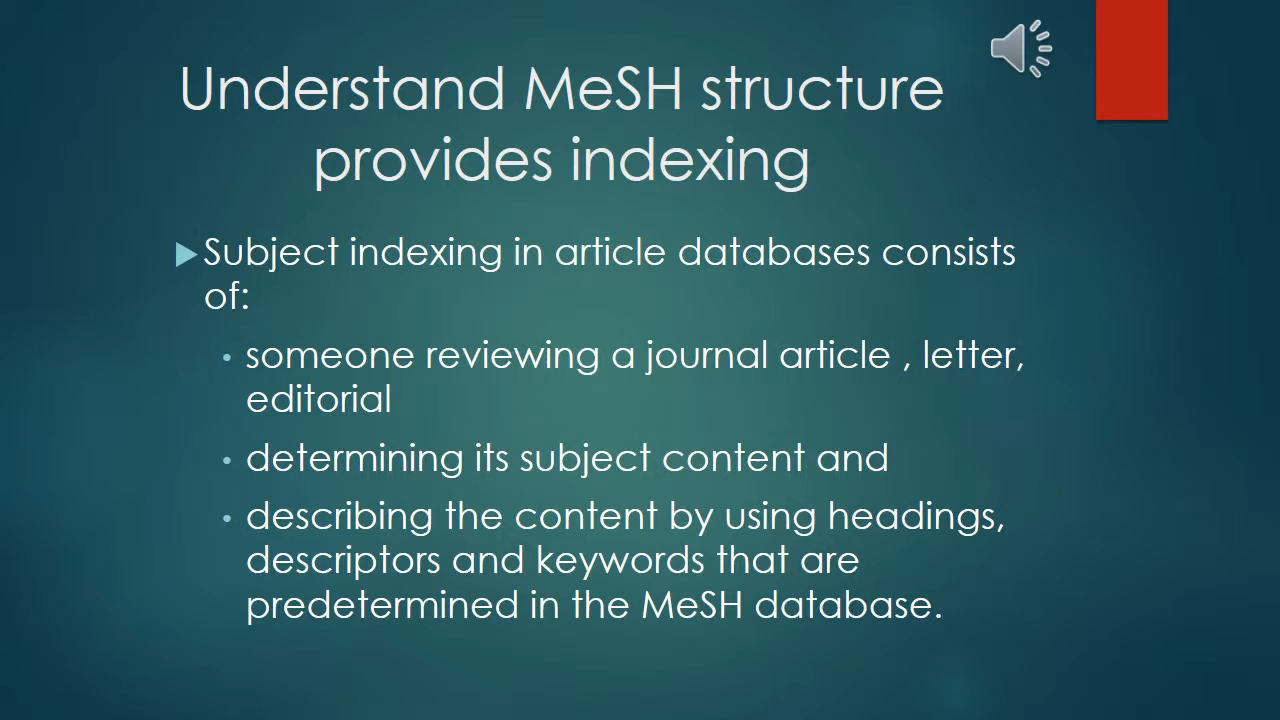 Understand MeSH structure
provides indexing
Subject indexing in article databases consists
of:
• someone reviewing a journal article , letter,
editorial
• determining its subject content and
• describing the content by using headings,
descriptors and keywords that are
predetermined in the MeSH database.